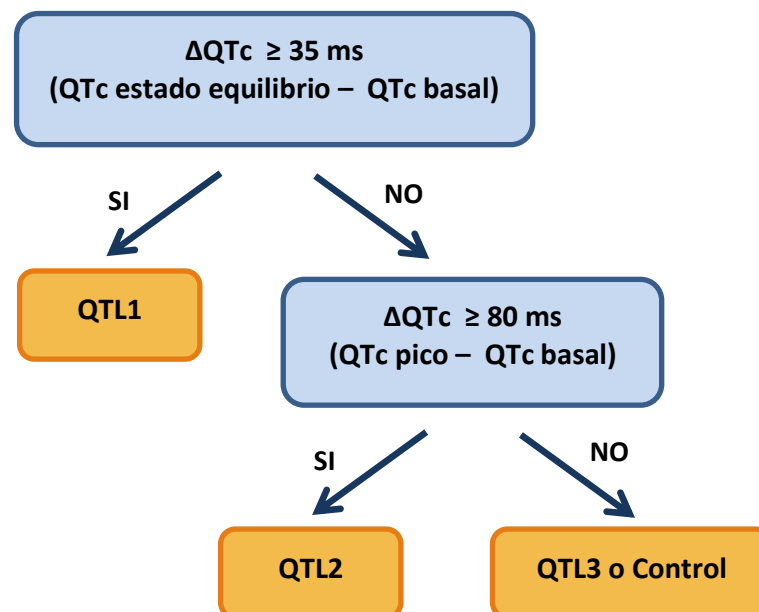 ΔQTc ≥ 35 ms
(QTc estado equilibrio – QTc basal)
SI
NO
QTL1
ΔQTc ≥ 80 ms
(QTc pico – QTc basal)
SI
NO
QTL2
QTL3 o Control